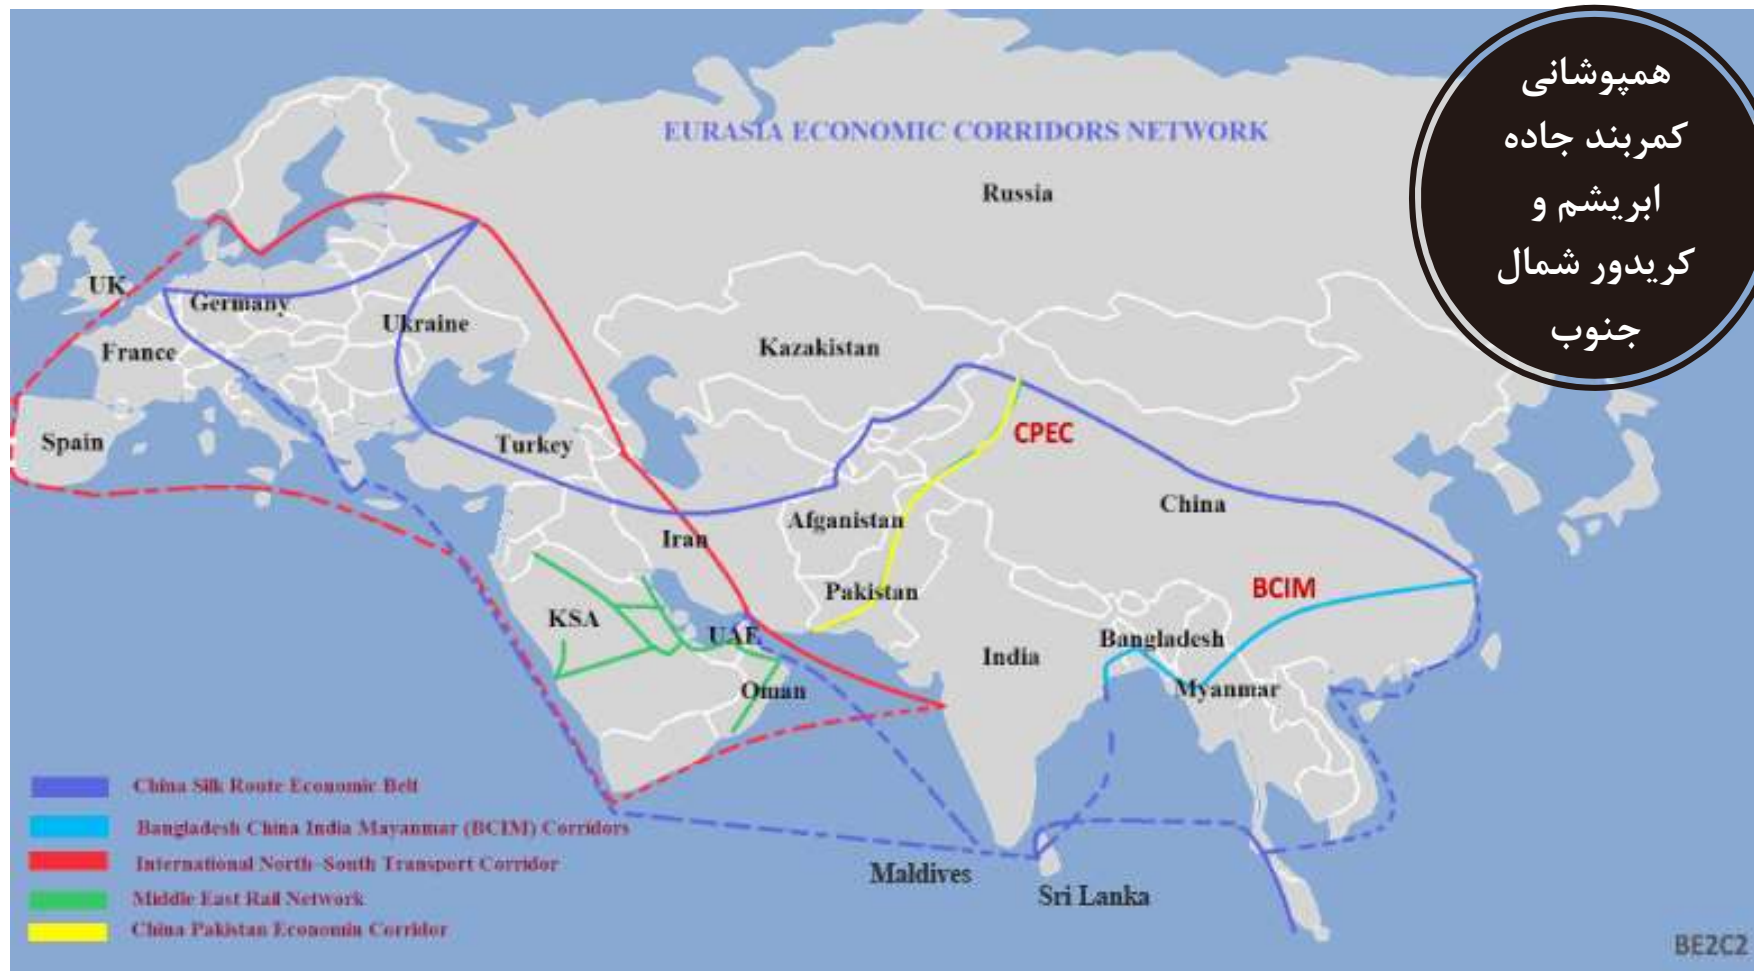 همپوشانی
کمربند جاده
ابریشم و
کریدور شمال
جنوب
EURASIA ECONOMIC CORRIDORS NETWORK
Russia
UK
Germany
Ukraine
France
Kazakistan
Spain
Turkey
CPEC
China
Afganistan
Iran
Pakistan
BCIM
KSA
UAE
Bangladesh
India
Oman
Myanmar
Maldives
Sri Lanka
China Silk Route Economic Belt
Bangladesh China India Mayanmar (BCIM) Corridors
International North-South Transport Corridor
Middle East Rail Network
China Pakistan Economin Corridor
BE2C2